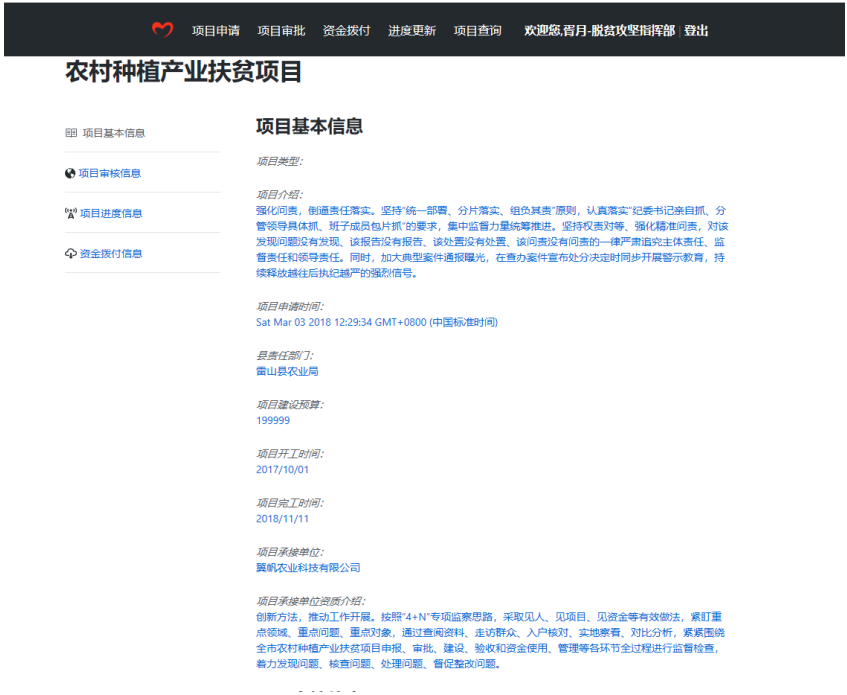 项目申请 项目审批 资金拨付 进度更新 项目查询 欢迎您,胥月-脱贫攻坚指挥部 | 登出
农村种植产业扶贫项目
项目基本信息
项目审核信息
项目进度信息
资金拨付信息
项目基本信息
项目类型:
项目介绍:
强化问责，倒逼责任落实。坚持“统一部署、分片落实、组负其责”原则，认真落实“纪委书记亲自抓、分
管领导具体抓、班子成员包片抓”的要求，集中监督力量统筹推进。坚持权责对等、强化精准问责，对该
发现问题没有发现、该报告没有报告、该处置没有处置、该问责没有问责的一律严肃追究主体责任、监
督责任和领导责任。同时，加大典型案件通报曝光，在查办案件宣布处分决定时同步开展警示教育，持
续释放越往后执纪越严的强烈信号。
项目申请时间:
Sat Mar 03 2018 12:29:34 GMT+0800 (中国标准时间)
县责任部门:
雷山县农业局
项目建设预算:
199999
项目开工时间:
2017/10/01
项目完工时间:
2018/11/11
项目承接单位:
翼帆农业科技有限公司
项目承接单位资质介绍:
创新方法，推动工作开展。按照“4+N”专项监察思路，采取见人、见项目、见资金等有效做法，紧盯重
点领域、重点问题、重点对象，通过查阅资料、走访群众、入户核对、实地察看、对比分析，紧紧围绕
全市农村种植产业扶贫项目申报、审批、建设、验收和资金使用、管理等各环节全过程进行监督检查，
着力发现问题、核查问题、处理问题、督促整改问题。